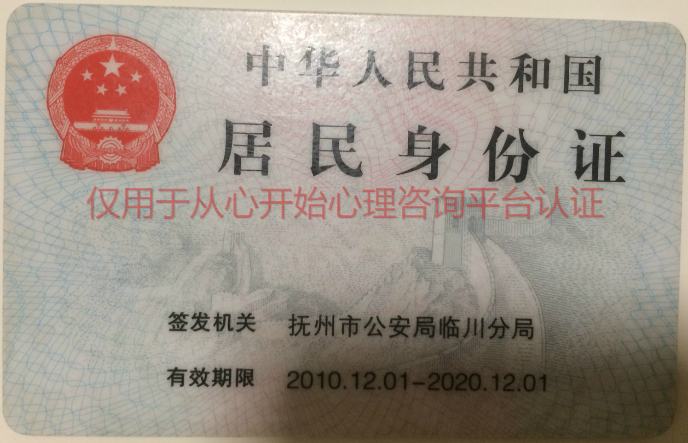 中华人民共和国
居民身份证
仅用于从心开始心理咨询平台认证
签发机关 抚州市公安局临川分局
有效期限 2010.12.01-2020.12.01